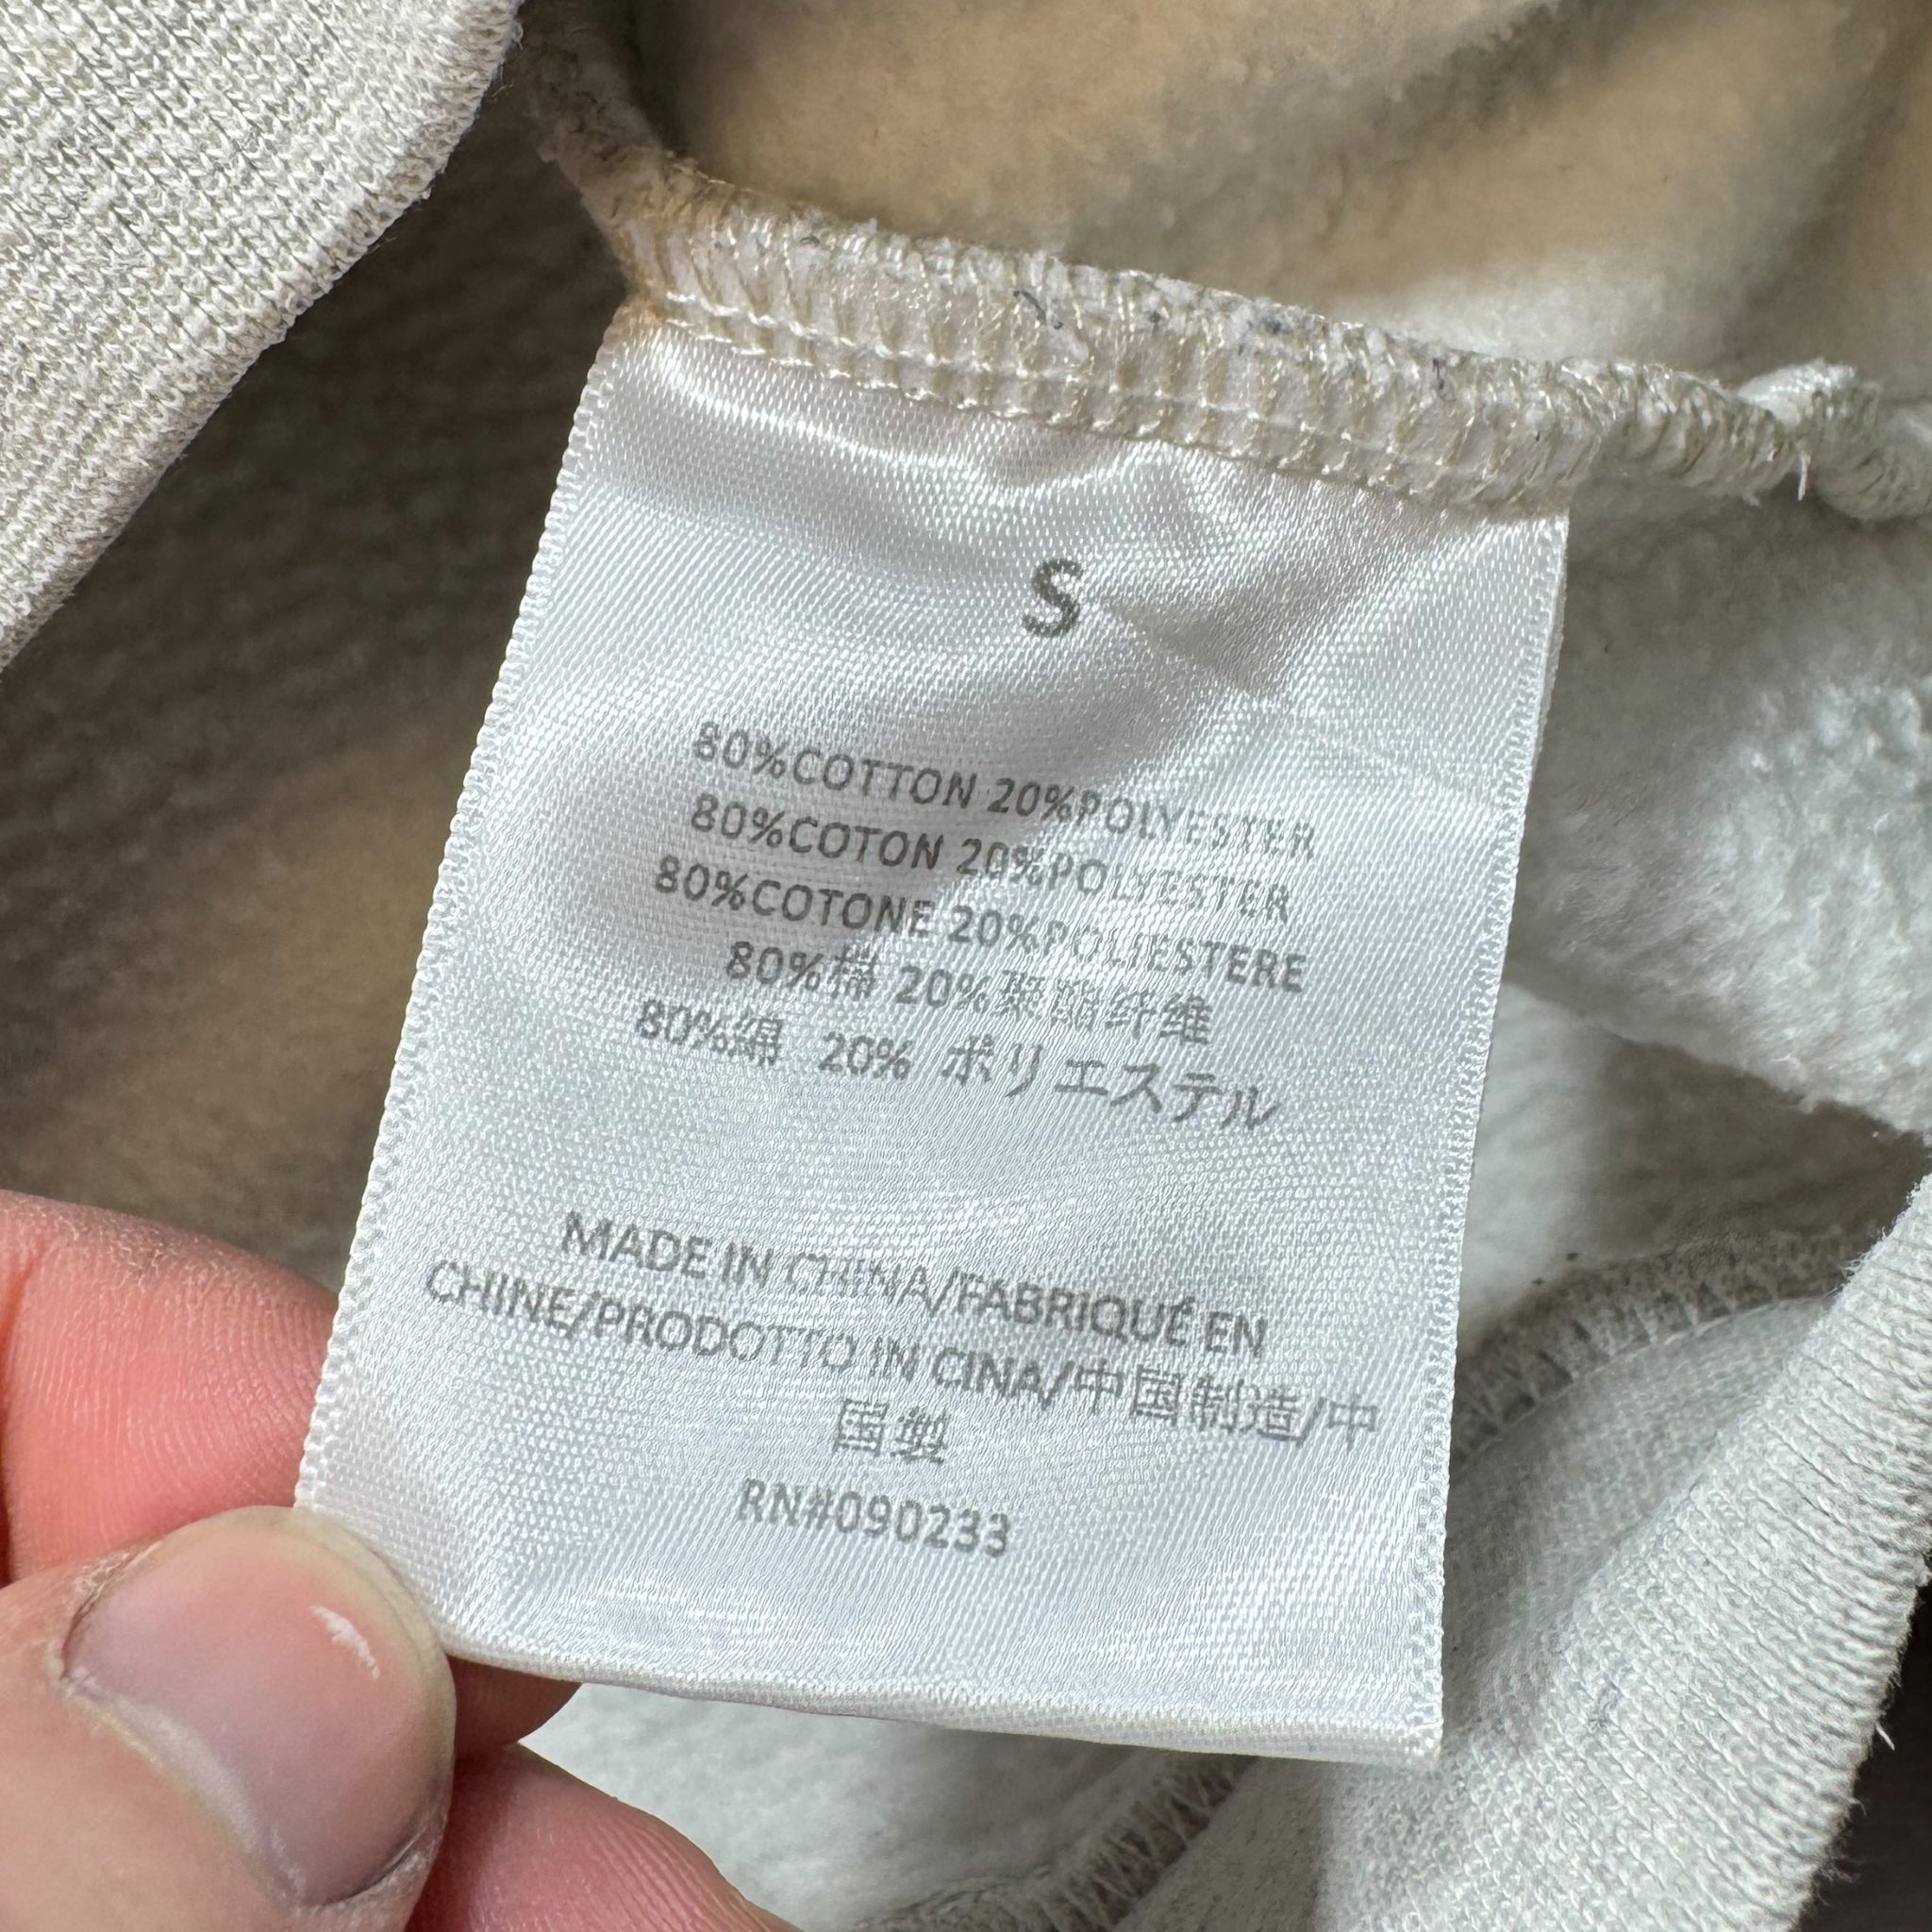 S
80%COTTON 20%POLYESTER
80%COTON 20%POLYESTER
80%COTONE 20%POLIESTERE
80%棉 20%聚酯纤维
80%綿 20% ポリエステル
MADE IN CHINA/FABRIQUÉ EN
CHINE/PRODOTTO IN CINA/中国制造/中
国製
RN#090233